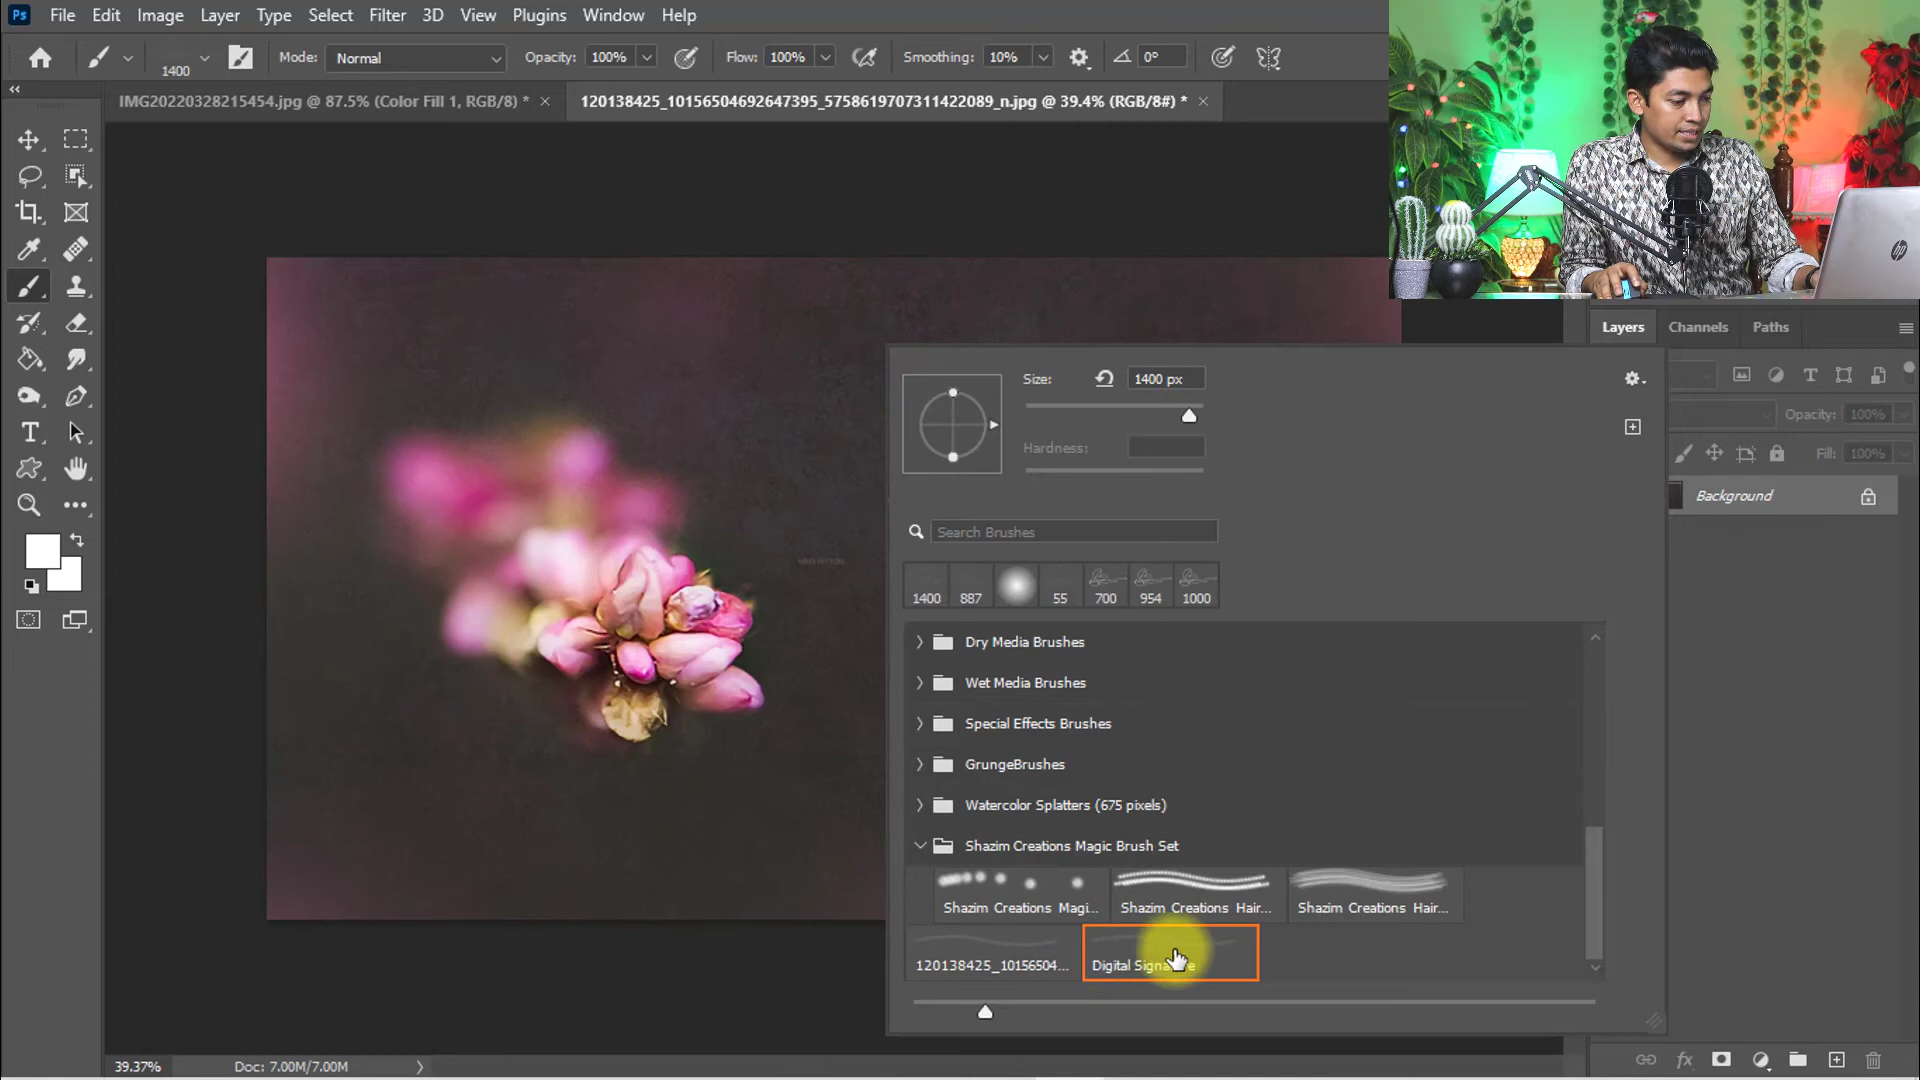 Ps File Edit Image Layer Type Select Filter 3D View Plugins Window Help
1400 Mode: Normal Opacity: 100% Flow: 100% Smoothing: 10% 0°
IMG20220328215454.jpg @ 87.5% (Color Fill 1, RGB/8) * 120138425_10156504692647395_5758619707311422089_n.jpg @ 39.4% (RGB/8#) *
Layers Channels Paths
Size: 1400 px
Opacity: 100%
Hardness:
Fill: 100%
Background
Search Brushes
1400 887 55 700 954 1000
Dry Media Brushes
Wet Media Brushes
Special Effects Brushes
GrungeBrushes
Watercolor Splatters (675 pixels)
Shazim Creations Magic Brush Set
Shazim Creations Magi... Shazim Creations Hair... Shazim Creations Hair...
120138425_10156504... Digital Signature
39.37% Doc: 7.00M/7.00M
fx
hp